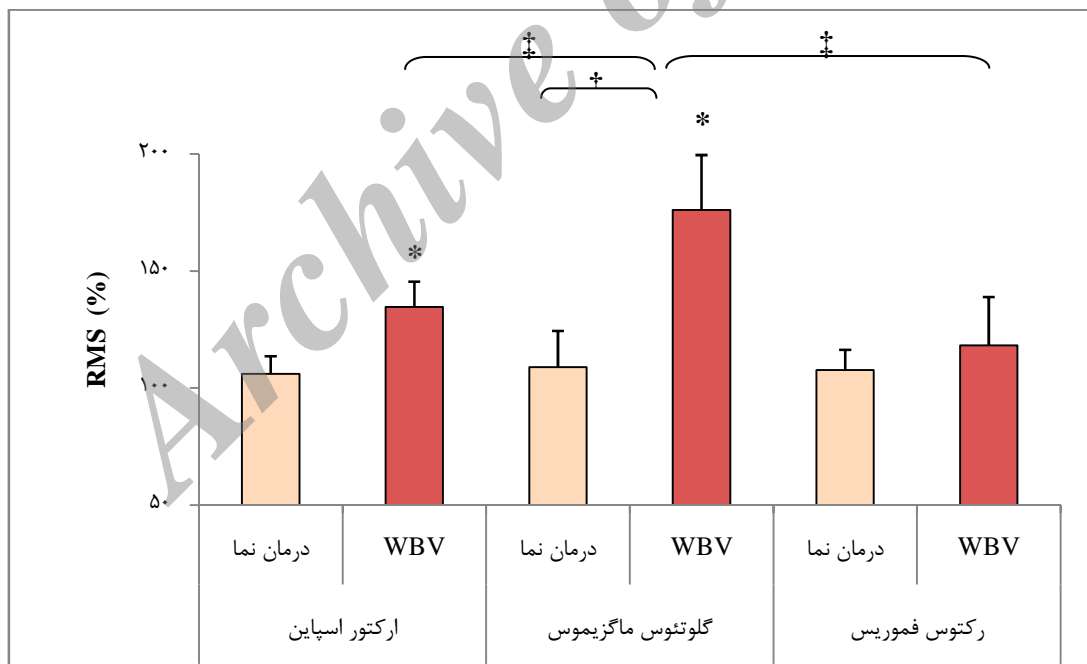 Archive of
‡ ‡
†
*
*
۲۰۰
۱۵۰
۱۰۰
۵۰
RMS (%)
درمان نما WBV درمان نما WBV درمان نما WBV
ارکتور اسپاین گلوتئوس ماگزیموس رکتوس فموریس